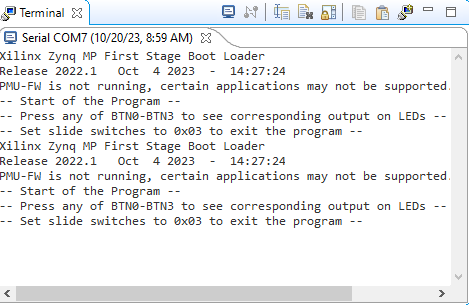 Terminal
Serial COM7 (10/20/23, 8:59 AM)
Xilinx Zynq MP First Stage Boot Loader
Release 2022.1   Oct  4 2023  -  14:27:24
PMU-FW is not running, certain applications may not be supported.
-- Start of the Program --
-- Press any of BTN0-BTN3 to see corresponding output on LEDs --
-- Set slide switches to 0x03 to exit the program --
Xilinx Zynq MP First Stage Boot Loader
Release 2022.1   Oct  4 2023  -  14:27:24
PMU-FW is not running, certain applications may not be supported.
-- Start of the Program --
-- Press any of BTN0-BTN3 to see corresponding output on LEDs --
-- Set slide switches to 0x03 to exit the program --